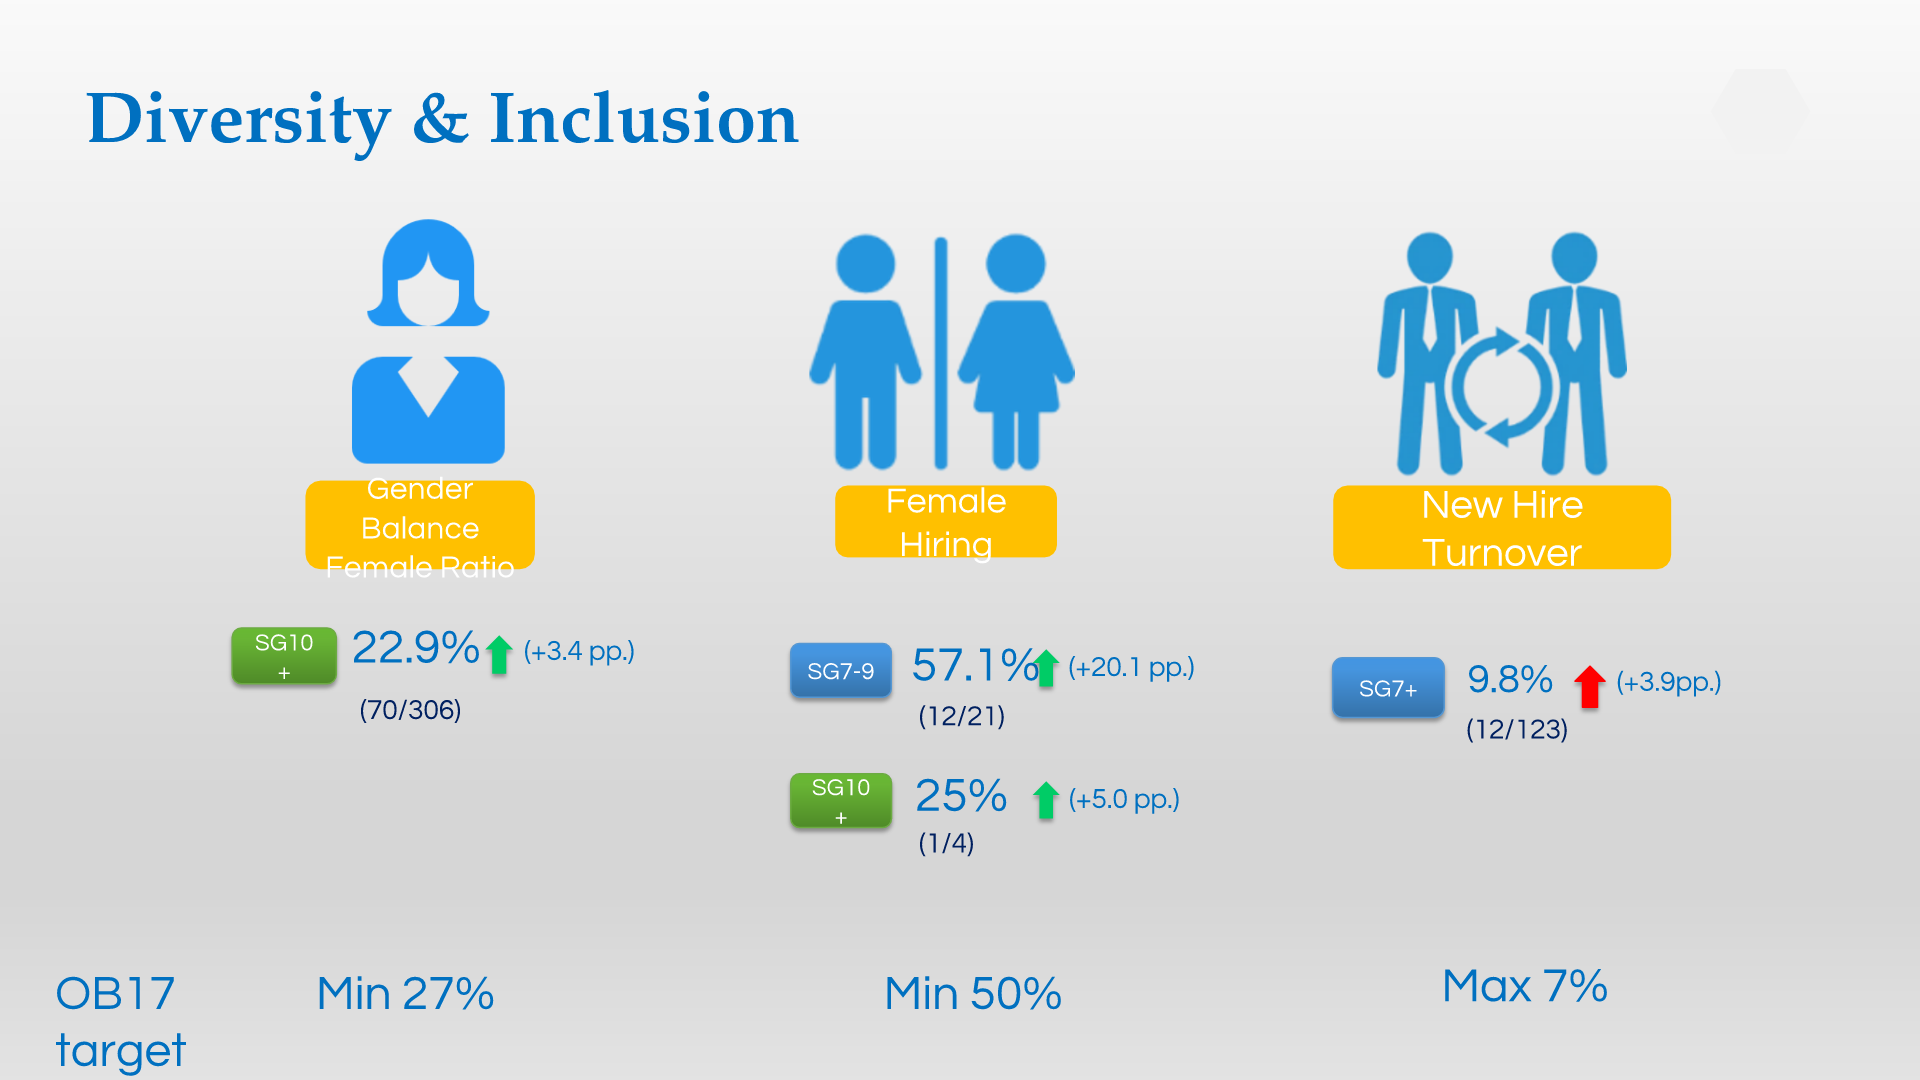 Diversity & Inclusion
Gender
Balance
Female Ratio
SG10
+
22.9%
(+3.4 pp.)
(70/306)
Female
Hiring
SG7-9
57.1%
(+20.1 pp.)
(12/21)
SG10
+
25%
(+5.0 pp.)
(1/4)
New Hire
Turnover
SG7+
9.8%
(+3.9pp.)
(12/123)
OB17
target
Min 27%
Min 50%
Max 7%